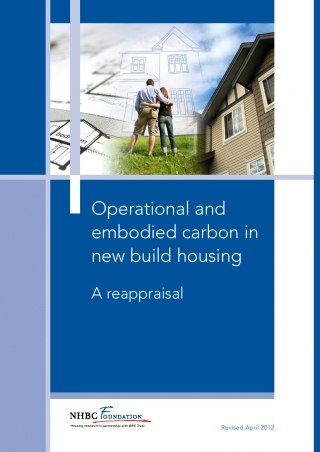 Operational and
embodied carbon in
new build housing
A reappraisal
NHBC FOUNDATION
Housing research in partnership with BRE Trust
Revised April 2012